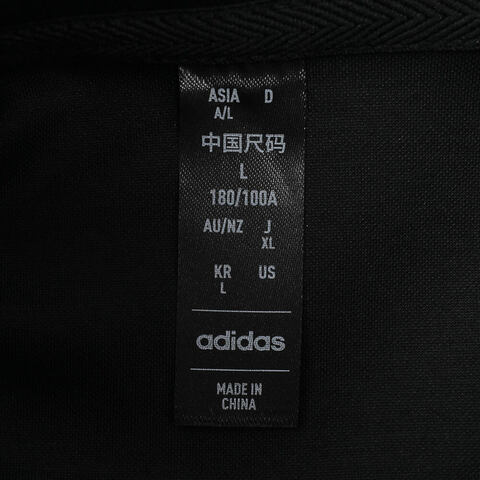 ASIA D
A/L
中国尺码
L
180/100A
AU/NZ J
XL
KR US
L
adidas
MADE IN
CHINA